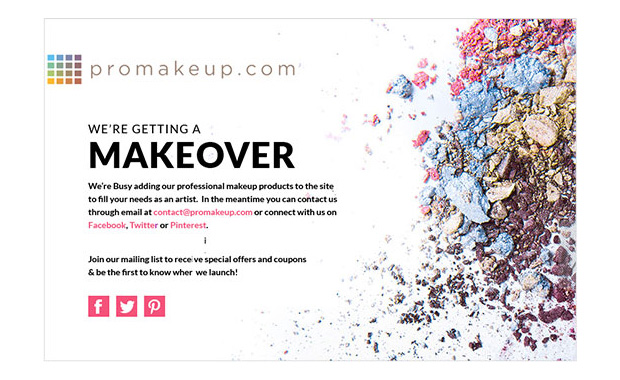 promakeup.com
WE'RE GETTING A
MAKEOVER
We're Busy adding our professional makeup products to the site
to fill your needs as an artist. In the meantime you can contact us
through email at contact@promakeup.com or connect with us on
Facebook, Twitter or Pinterest.
Join our mailing list to receive special offers and coupons
& be the first to know when we launch!